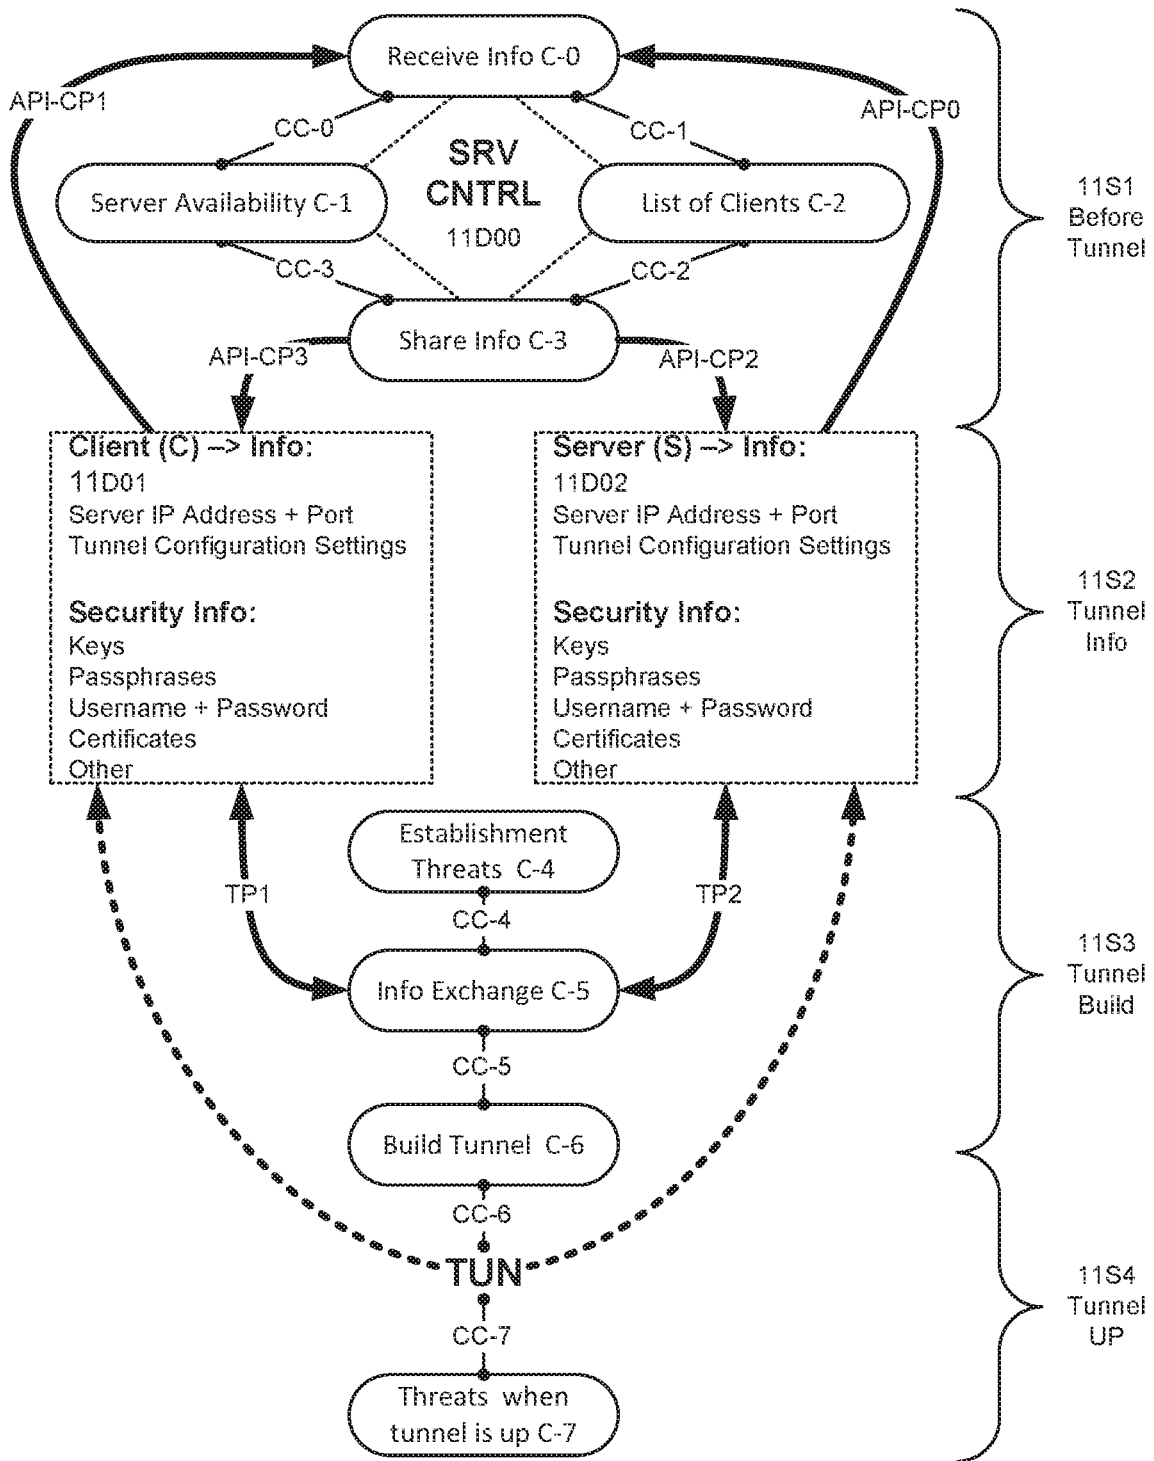 Receive Info C-0
API-CP1
API-CP0
CC-0
CC-1
SRV
CNTRL
11D00
Server Availability C-1
List of Clients C-2
CC-3
CC-2
Share Info C-3
API-CP3
API-CP2
11S1
Before
Tunnel
Client (C) --> Info:
11D01
Server IP Address + Port
Tunnel Configuration Settings
Security Info:
Keys
Passphrases
Username + Password
Certificates
Other
Server (S) --> Info:
11D02
Server IP Address + Port
Tunnel Configuration Settings
Security Info:
Keys
Passphrases
Username + Password
Certificates
Other
11S2
Tunnel
Info
Establishment
Threats C-4
TP1
CC-4
TP2
Info Exchange C-5
CC-5
Build Tunnel C-6
11S3
Tunnel
Build
CC-6
TUN
CC-7
Threats when
tunnel is up C-7
11S4
Tunnel
UP